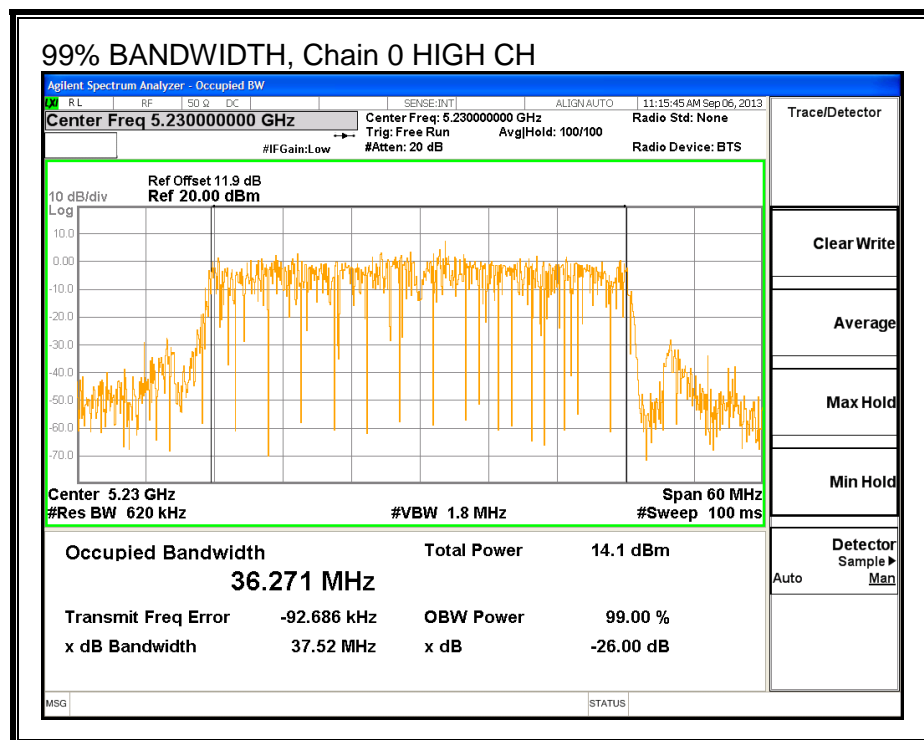 99% BANDWIDTH, Chain 0 HIGH CH
Agilent Spectrum Analyzer - Occupied BW
LXI RL RF 50 Ω DC SENSE:INT ALIGN AUTO 11:15:45 AM Sep 06, 2013
Center Freq 5.230000000 GHz
Center Freq: 5.230000000 GHz Radio Std: None
Trig: Free Run Avg|Hold: 100/100
#IFGain:Low #Atten: 20 dB Radio Device: BTS
Ref Offset 11.9 dB
10 dB/div Ref 20.00 dBm
Log
10.0
0.00
-10.0
-20.0
-30.0
-40.0
-50.0
-60.0
-70.0
Center 5.23 GHz Span 60 MHz
#Res BW 620 kHz #VBW 1.8 MHz #Sweep 100 ms
Occupied Bandwidth Total Power 14.1 dBm
36.271 MHz
Transmit Freq Error -92.686 kHz OBW Power 99.00 %
x dB Bandwidth 37.52 MHz x dB -26.00 dB
MSG STATUS
Trace/Detector
Clear Write
Average
Max Hold
Min Hold
Detector
Sample
Auto Man